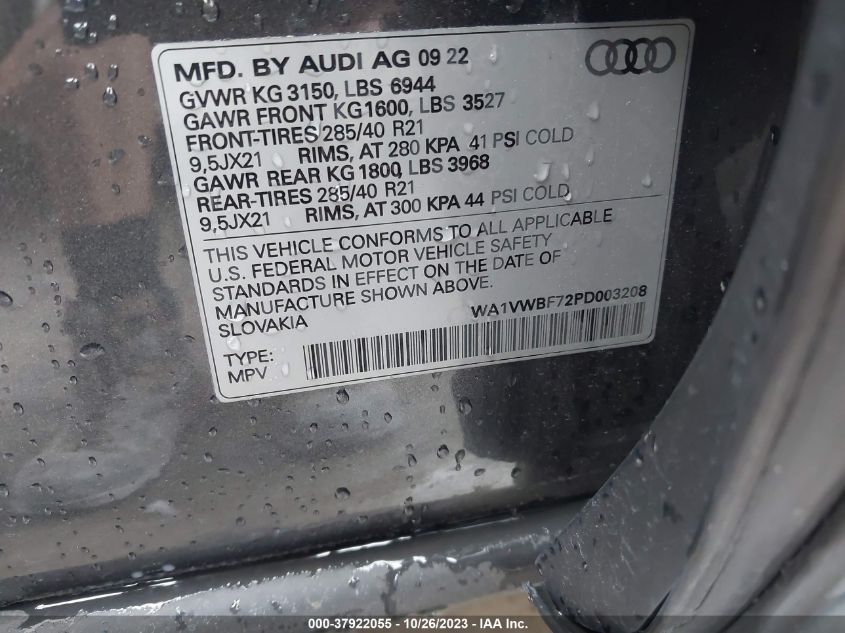 MFD. BY AUDI AG 09 22
GVWR KG 3150, LBS 6944
GAWR FRONT KG1600, LBS 3527
FRONT-TIRES 285/40 R21
9,5JX21 RIMS, AT 280 KPA 41 PSI COLD
GAWR REAR KG 1800, LBS 3968
REAR-TIRES 285/40 R21
9,5JX21 RIMS, AT 300 KPA 44 PSI COLD
THIS VEHICLE CONFORMS TO ALL APPLICABLE
U.S. FEDERAL MOTOR VEHICLE SAFETY
STANDARDS IN EFFECT ON THE DATE OF
MANUFACTURE SHOWN ABOVE.
SLOVAKIA
WA1VWBF72PD003208
TYPE:
MPV
000-37922055 - 10/26/2023 - IAA Inc.